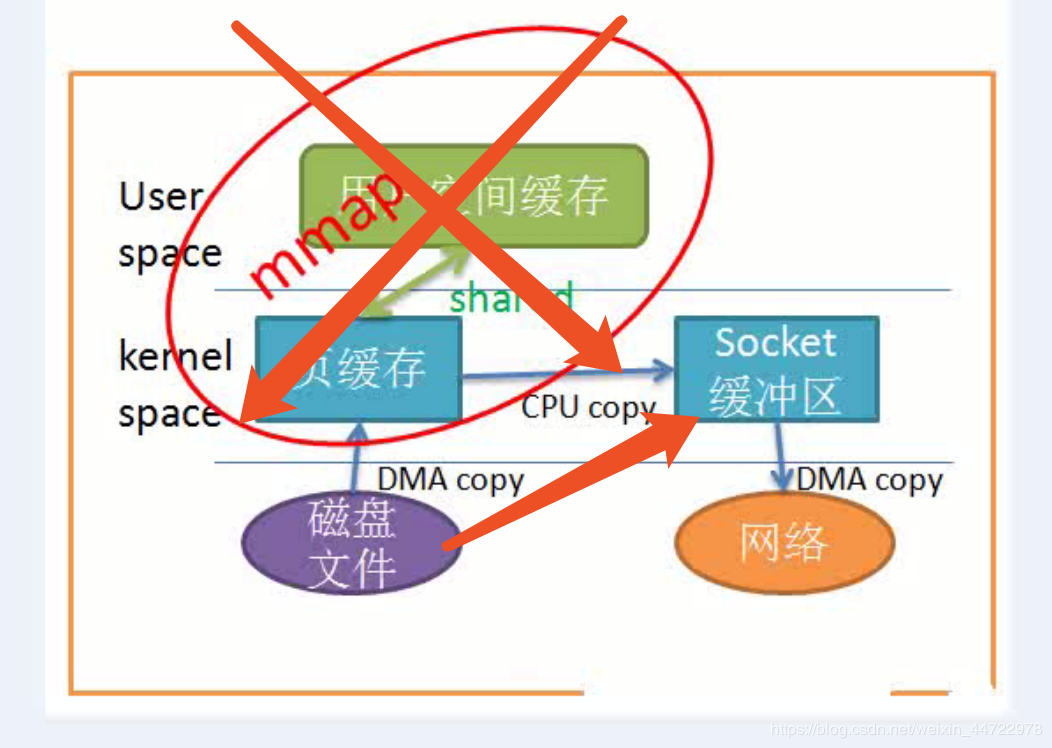 User
space
用户空间缓存
mmap
shared
kernel
space
页缓存
Socket
缓冲区
CPU copy
DMA copy
DMA copy
磁盘
文件
网络
https://blog.csdn.net/weixin_44722978